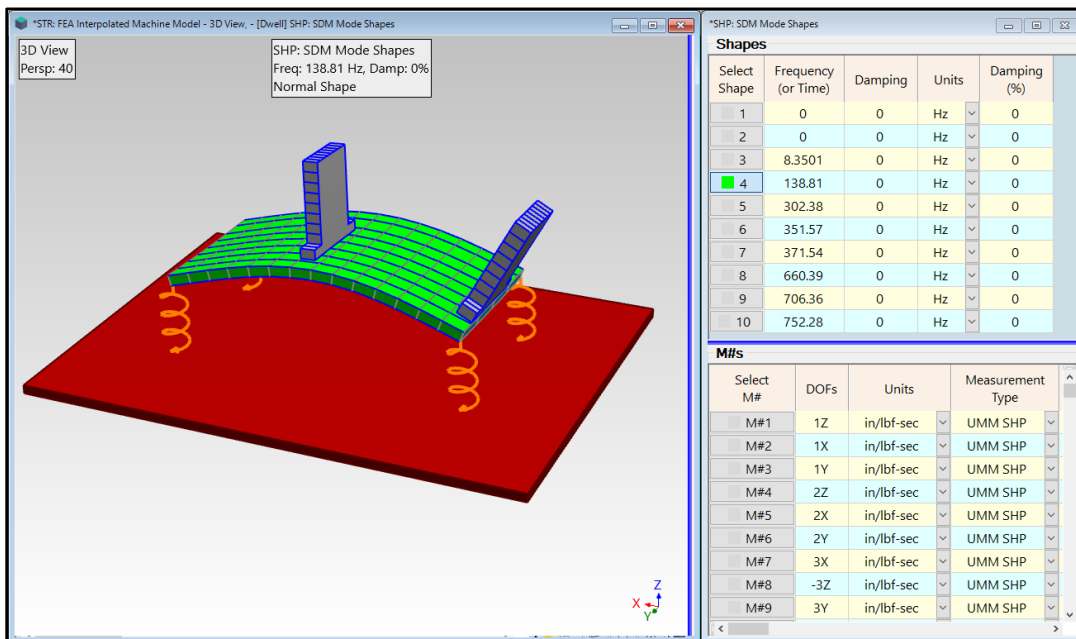 *STR: FEA Interpolated Machine Model - 3D View, - [Dwell] SHP: SDM Mode Shapes
3D View
Persp: 40
SHP: SDM Mode Shapes
Freq: 138.81 Hz, Damp: 0%
Normal Shape
Z
X
Y
*SHP: SDM Mode Shapes
Shapes
Select Shape Frequency (or Time) Damping Units Damping (%)
1 0 0 Hz 0
2 0 0 Hz 0
3 8.3501 0 Hz 0
4 138.81 0 Hz 0
5 302.38 0 Hz 0
6 351.57 0 Hz 0
7 371.54 0 Hz 0
8 660.39 0 Hz 0
9 706.36 0 Hz 0
10 752.28 0 Hz 0
M#s
Select M# DOFs Units Measurement Type
M#1 1Z in/lbf-sec UMM SHP
M#2 1X in/lbf-sec UMM SHP
M#3 1Y in/lbf-sec UMM SHP
M#4 2Z in/lbf-sec UMM SHP
M#5 2X in/lbf-sec UMM SHP
M#6 2Y in/lbf-sec UMM SHP
M#7 3X in/lbf-sec UMM SHP
M#8 -3Z in/lbf-sec UMM SHP
M#9 3Y in/lbf-sec UMM SHP